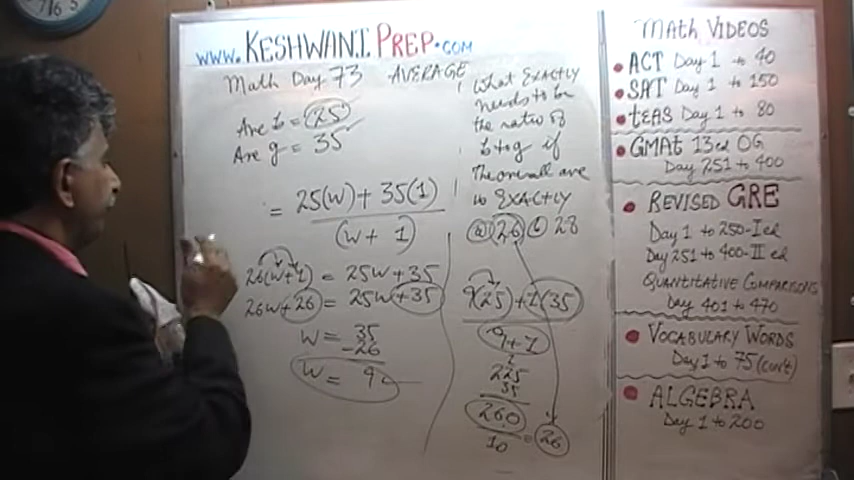 www.KESHWANI PREP.com
Math Day 73 AVERAGE
Ave b = 25
Ave g = 35
= 25(W) + 35(1)
(W + 1)
26(W+1) = 25W + 35
26W + 26 = 25W + 35
W = 35
-26
W = 9
What EXACTLY
needs to be
the ratio of
b to g if
The overall ave
is EXACTLY
(a) 26 (b) 28
9(25) + 1(35)
9+1
2
225
35
260
10 = 26
Math VIDEOS
ACT Day 1 to 40
SAT Day 1 to 150
tEAS Day 1 to 80
GMAt 13ed OG
Day 251 to 400
REVISED GRE
Day 1 to 250-I ed
Day 251 to 400-II ed
QUANTITATIVE COMPARISONS
Day 401 to 470
VOCABULARY WORDS
Day 1 to 75 (con't)
ALGEBRA
Day 1 to 200